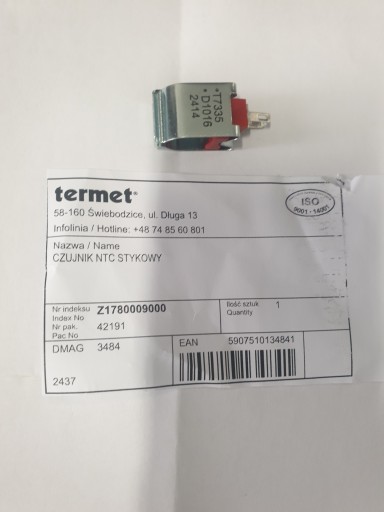 *T7335
*D1016
2414
termet®
58-160 Świebodzice, ul. Długa 13
Infolinia / Hotline: +48 74 85 60 801
ISO
9001 - 14001
Nazwa / Name
CZUJNIK NTC STYKOWY
Nr indeksu Z1780009000
Index No
Ilość sztuk 1
Quantity
Nr pak. 42191
Pac No
DMAG 3484
EAN 5907510134841
2437